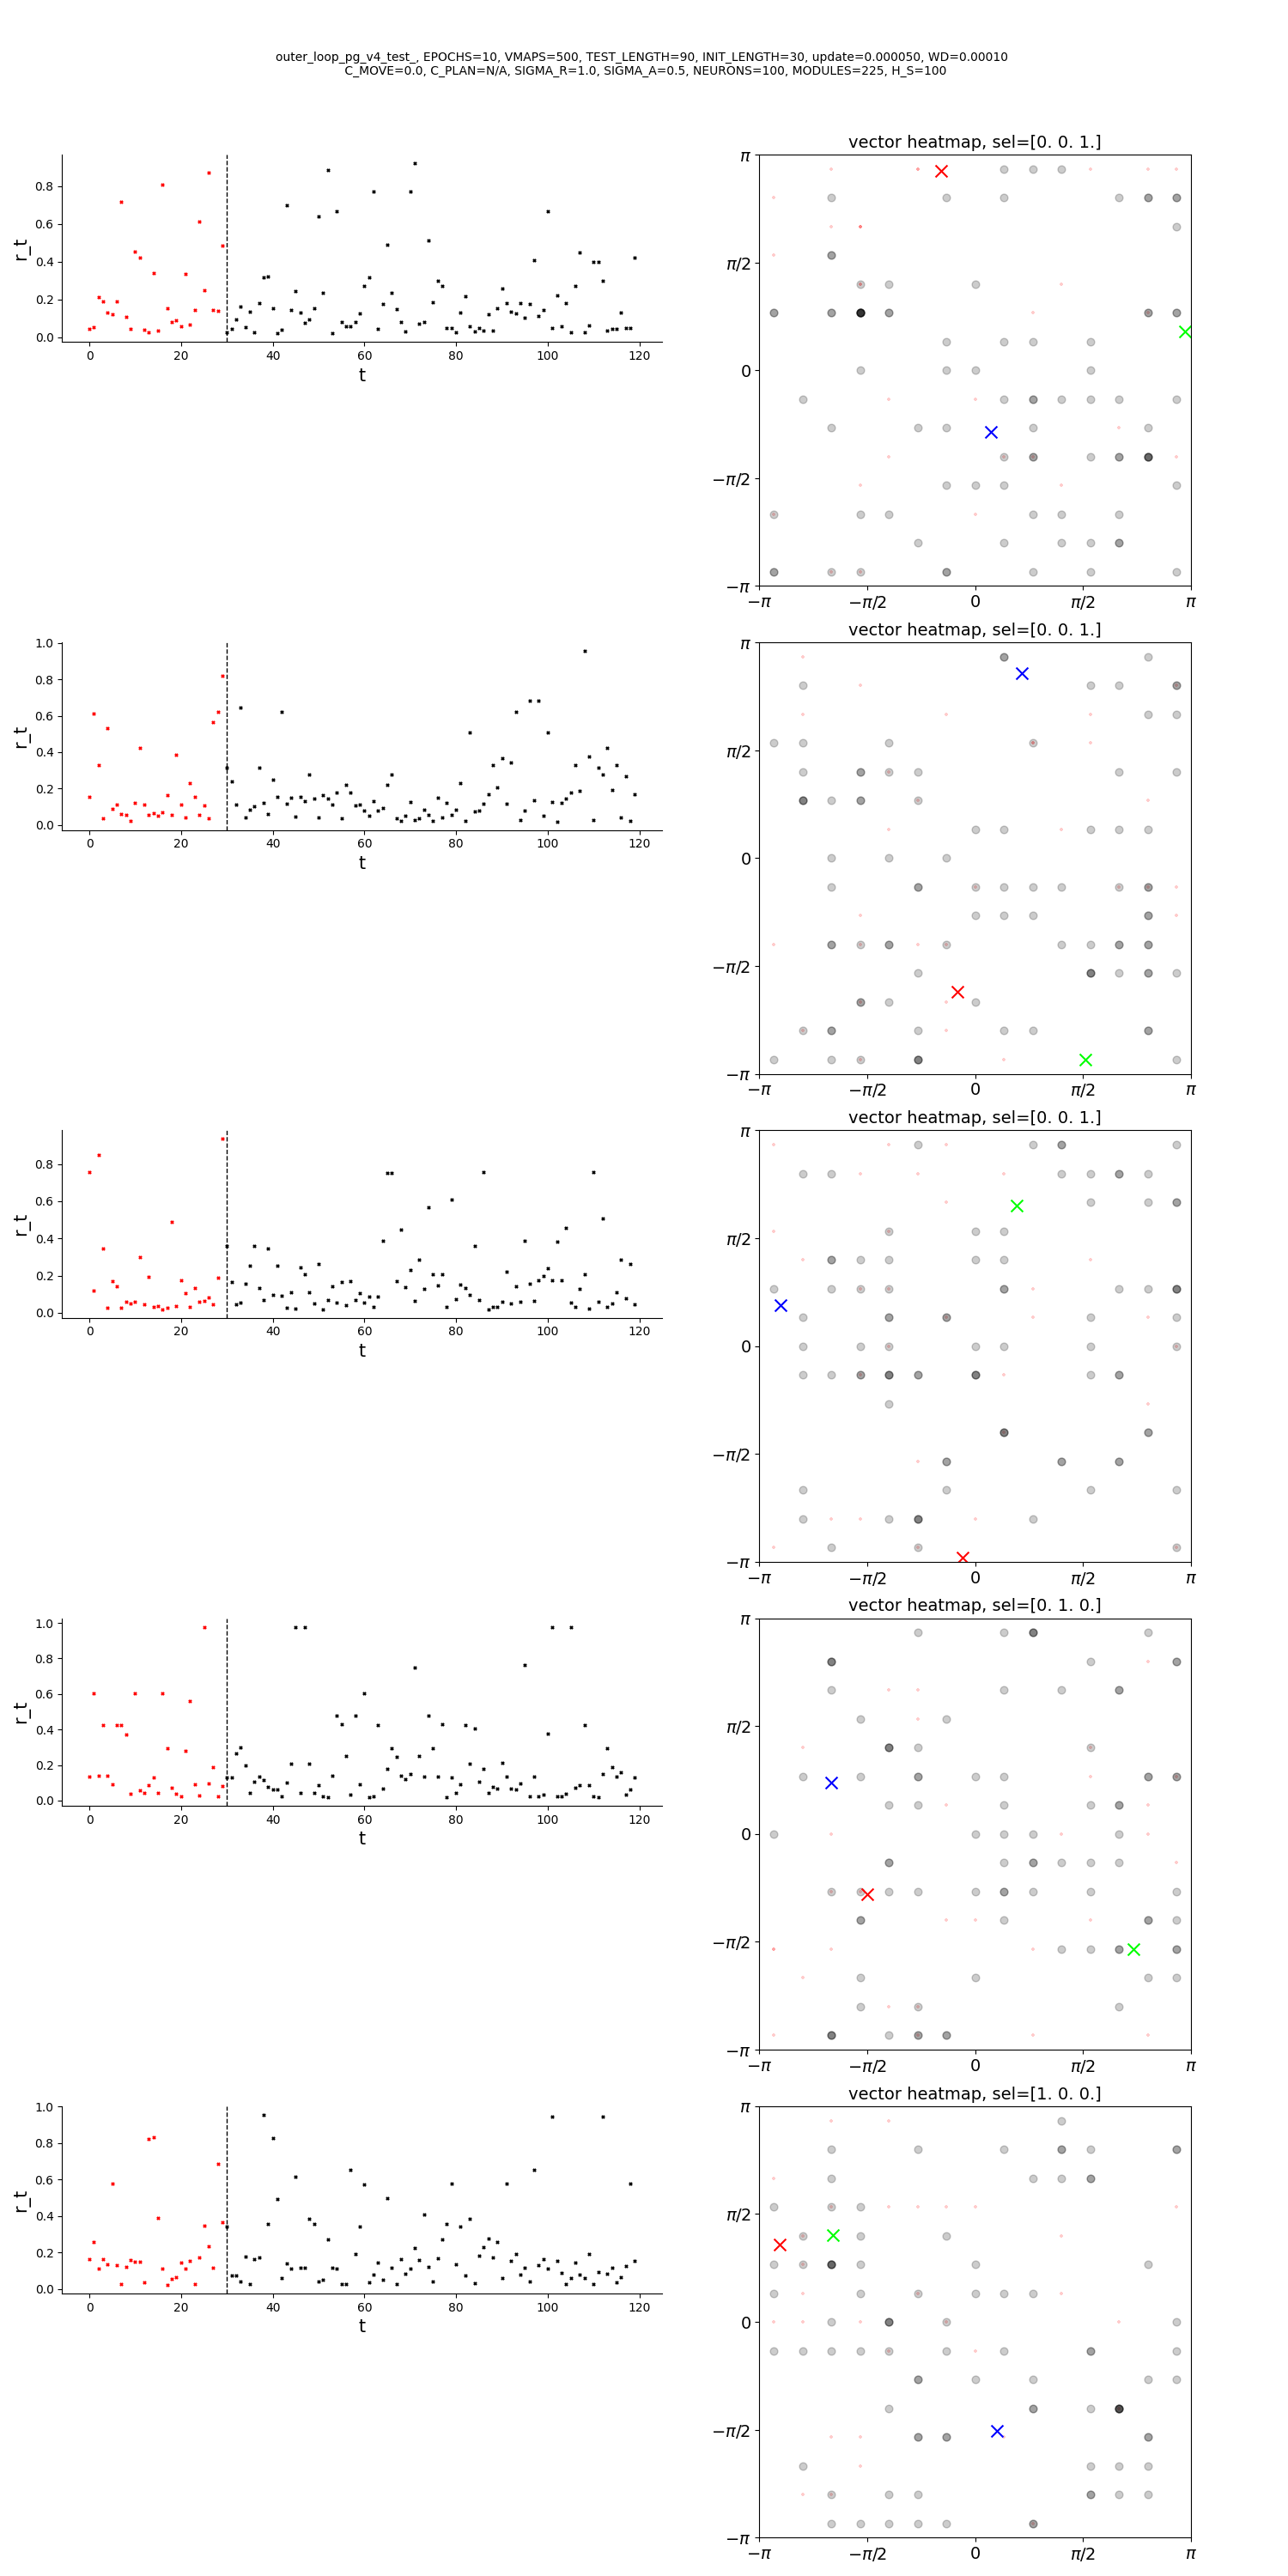 outer_loop_pg_v4_test_, EPOCHS=10, VMAPS=500, TEST_LENGTH=90, INIT_LENGTH=30, update=0.000050, WD=0.00010
C_MOVE=0.0, C_PLAN=N/A, SIGMA_R=1.0, SIGMA_A=0.5, NEURONS=100, MODULES=225, H_S=100
r_t
0.8
0.6
0.4
0.2
0.0
0 20 40 60 80 100 120
t
vector heatmap, sel=[0. 0. 1.]
π
π/2
0
−π/2
−π
−π −π/2 0 π/2 π
r_t
1.0
0.8
0.6
0.4
0.2
0.0
0 20 40 60 80 100 120
t
vector heatmap, sel=[0. 0. 1.]
π
π/2
0
−π/2
−π
−π −π/2 0 π/2 π
r_t
0.8
0.6
0.4
0.2
0.0
0 20 40 60 80 100 120
t
vector heatmap, sel=[0. 0. 1.]
π
π/2
0
−π/2
−π
−π −π/2 0 π/2 π
r_t
1.0
0.8
0.6
0.4
0.2
0.0
0 20 40 60 80 100 120
t
vector heatmap, sel=[0. 1. 0.]
π
π/2
0
−π/2
−π
−π −π/2 0 π/2 π
r_t
1.0
0.8
0.6
0.4
0.2
0.0
0 20 40 60 80 100 120
t
vector heatmap, sel=[1. 0. 0.]
π
π/2
0
−π/2
−π
−π −π/2 0 π/2 π